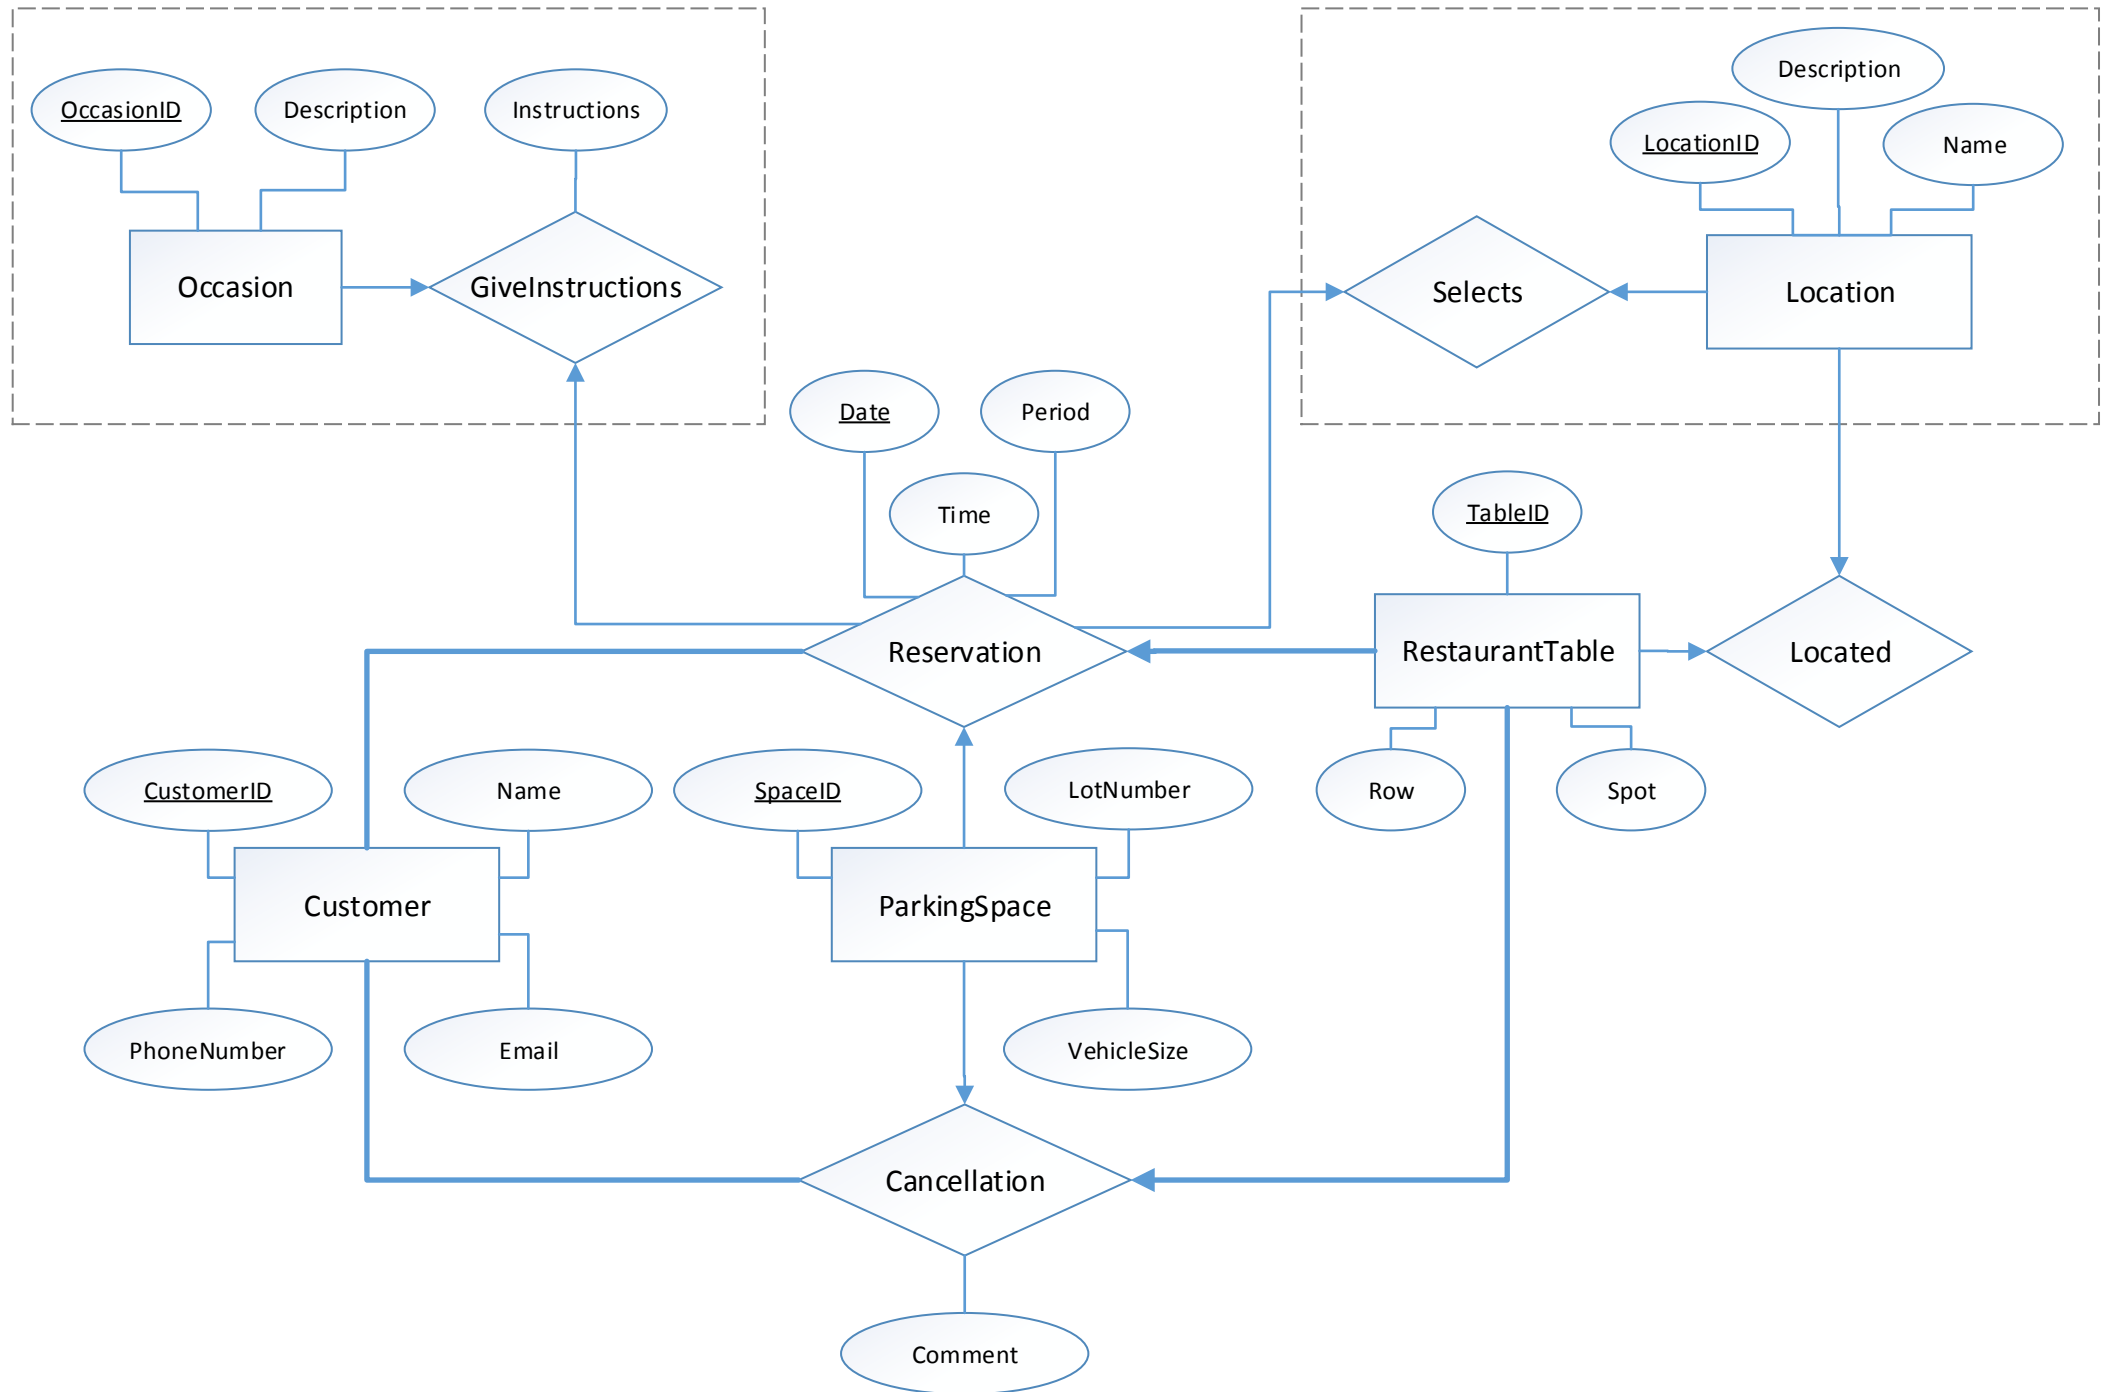 Description
OccasionID
Description
Instructions
LocationID
Name
Occasion
GiveInstructions
Selects
Location
Date
Period
Time
TableID
Reservation
RestaurantTable
Located
CustomerID
Name
SpaceID
LotNumber
Row
Spot
Customer
ParkingSpace
PhoneNumber
Email
VehicleSize
Cancellation
Comment